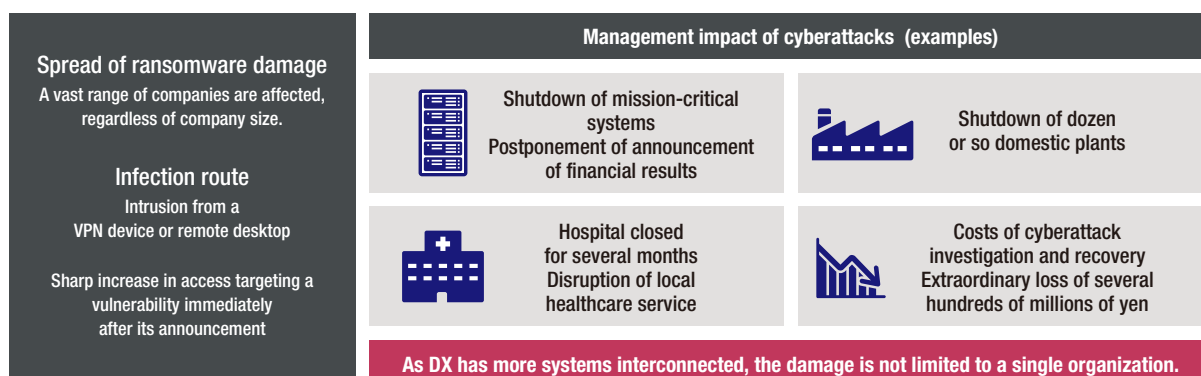 Spread of ransomware damage
A vast range of companies are affected,
regardless of company size.
Infection route
Intrusion from a
VPN device or remote desktop
Sharp increase in access targeting a
vulnerability immediately
after its announcement
Management impact of cyberattacks (examples)
Shutdown of mission-critical
systems
Postponement of announcement
of financial results
Shutdown of dozen
or so domestic plants
Hospital closed
for several months
Disruption of local
healthcare service
Costs of cyberattack
investigation and recovery
Extraordinary loss of several
hundreds of millions of yen
As DX has more systems interconnected, the damage is not limited to a single organization.